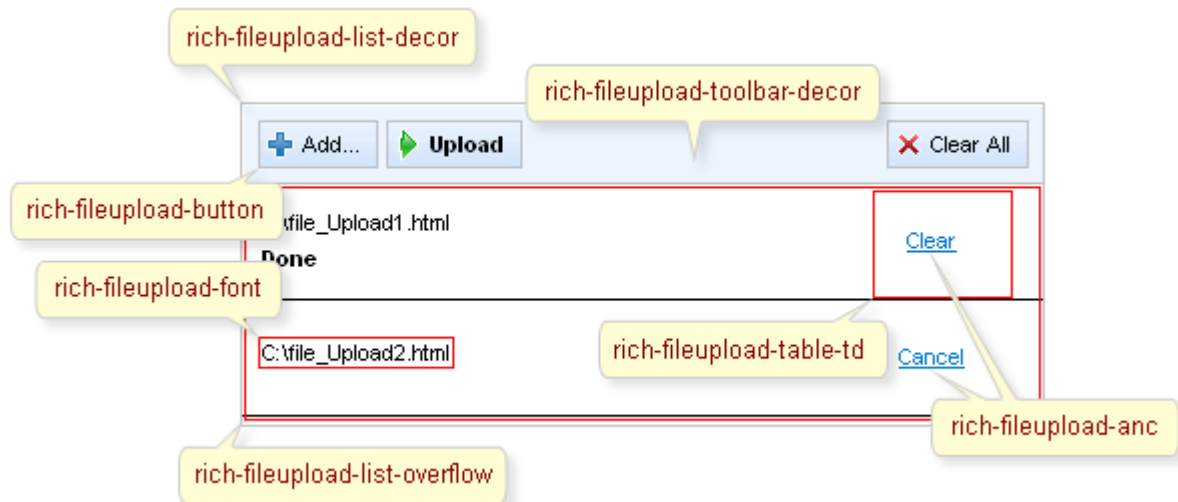 rich-fileupload-list-decor
rich-fileupload-toolbar-decor
Add...
Upload
Clear All
rich-fileupload-button
\file_Upload1.html
Clear
Done
rich-fileupload-font
rich-fileupload-table-td
C:\file_Upload2.html
Cancel
rich-fileupload-anc
rich-fileupload-list-overflow